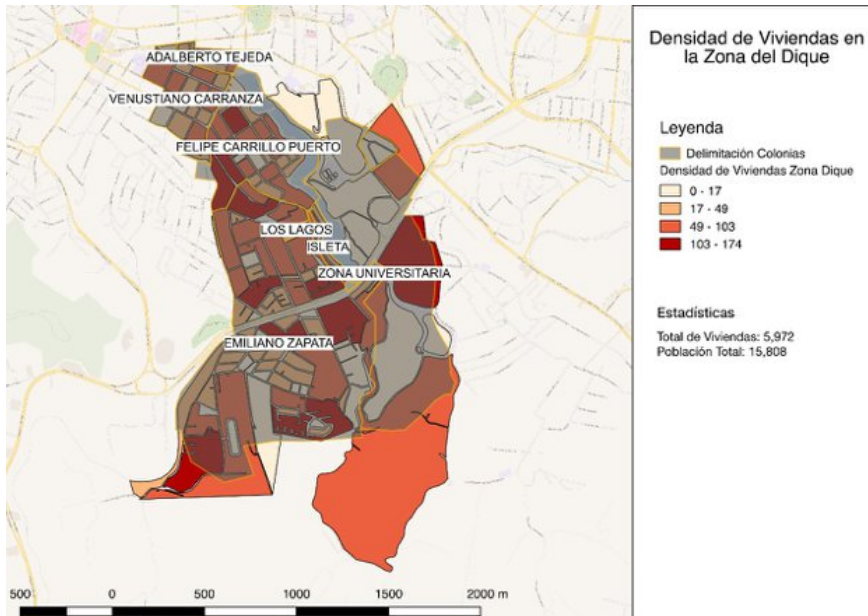 ADALBERTO TEJEDA
VENUSTIANO CARRANZA
FELIPE CARRILLO PUERTO
LOS LAGOS
ISLETA
ZONA UNIVERSITARIA
EMILIANO ZAPATA
500 0 500 1000 1500 2000 m
Densidad de Viviendas en
la Zona del Dique
Leyenda
Delimitación Colonias
Densidad de Viviendas Zona Dique
0 - 17
17 - 49
49 - 103
103 - 174
Estadísticas
Total de Viviendas: 5,972
Población Total: 15,808